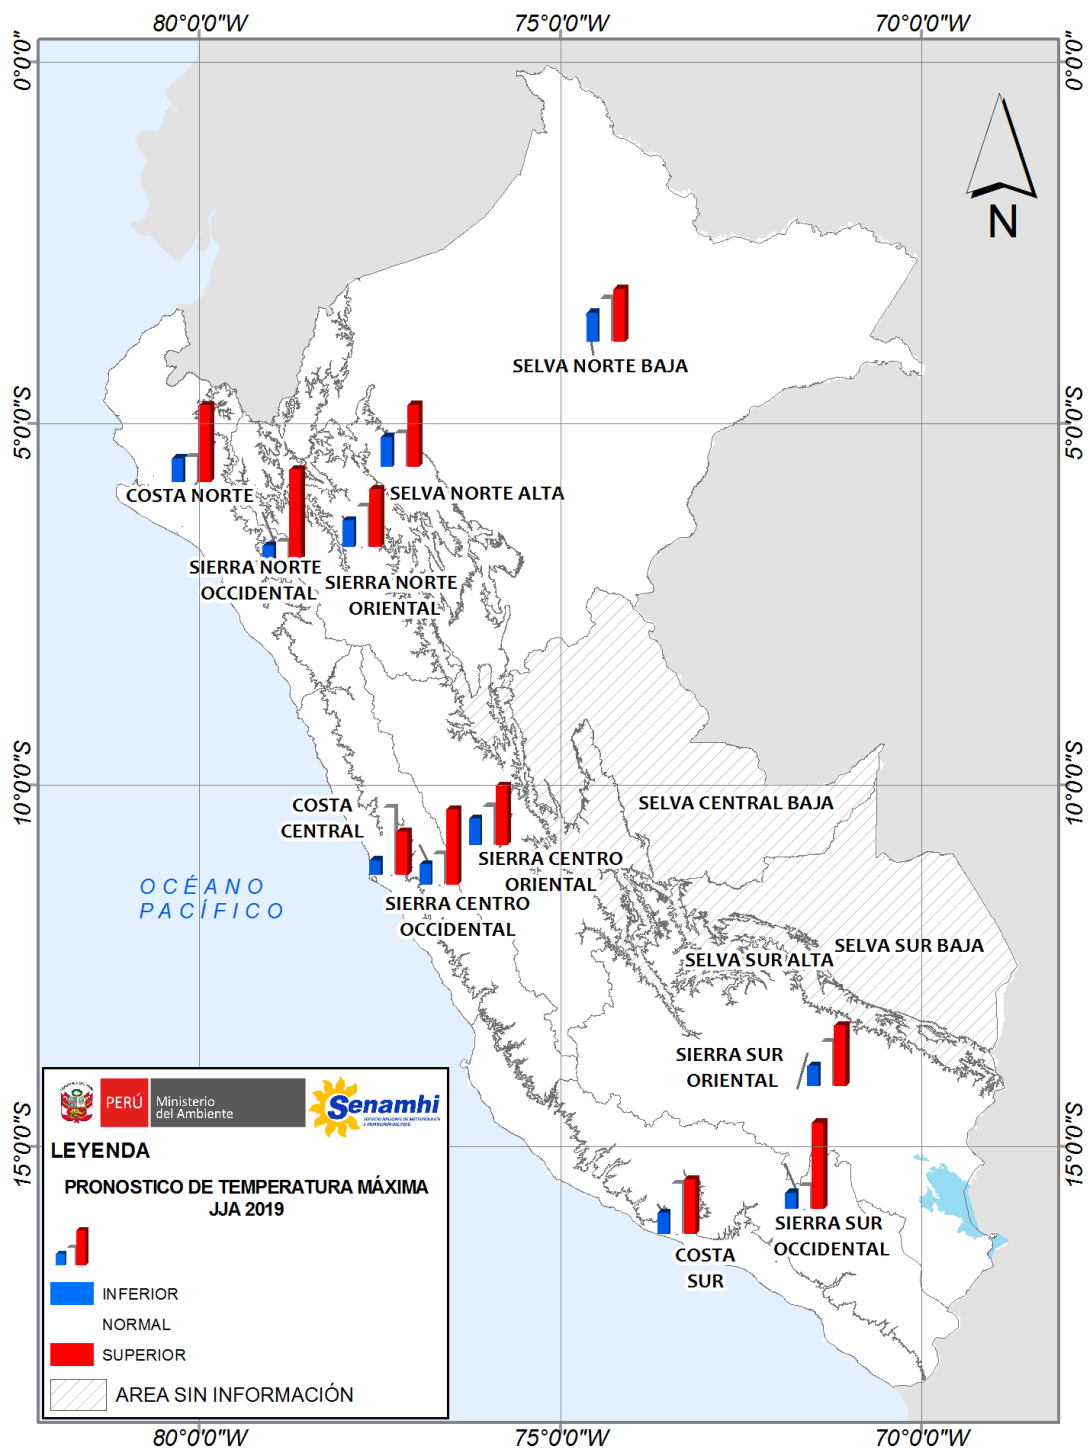 80°0'0"W 75°0'0"W 70°0'0"W
0°0'0" 0°0'0"
N
SELVA NORTE BAJA
5°0'0"S 5°0'0"S
COSTA NORTE
SELVA NORTE ALTA
SIERRA NORTE
OCCIDENTAL
SIERRA NORTE
ORIENTAL
10°0'0"S 10°0'0"S
COSTA
CENTRAL
SELVA CENTRAL BAJA
SIERRA CENTRO
ORIENTAL
OCÉANO
PACÍFICO
SIERRA CENTRO
OCCIDENTAL
SELVA SUR BAJA
SELVA SUR ALTA
SIERRA SUR
ORIENTAL
15°0'0"S 15°0'0"S
SIERRA SUR
OCCIDENTAL
COSTA
SUR
PERÚ
Ministerio
del Ambiente
Senamhi
LEYENDA
PRONOSTICO DE TEMPERATURA MÁXIMA
JJA 2019
INFERIOR
NORMAL
SUPERIOR
AREA SIN INFORMACIÓN
80°0'0"W 75°0'0"W 70°0'0"W